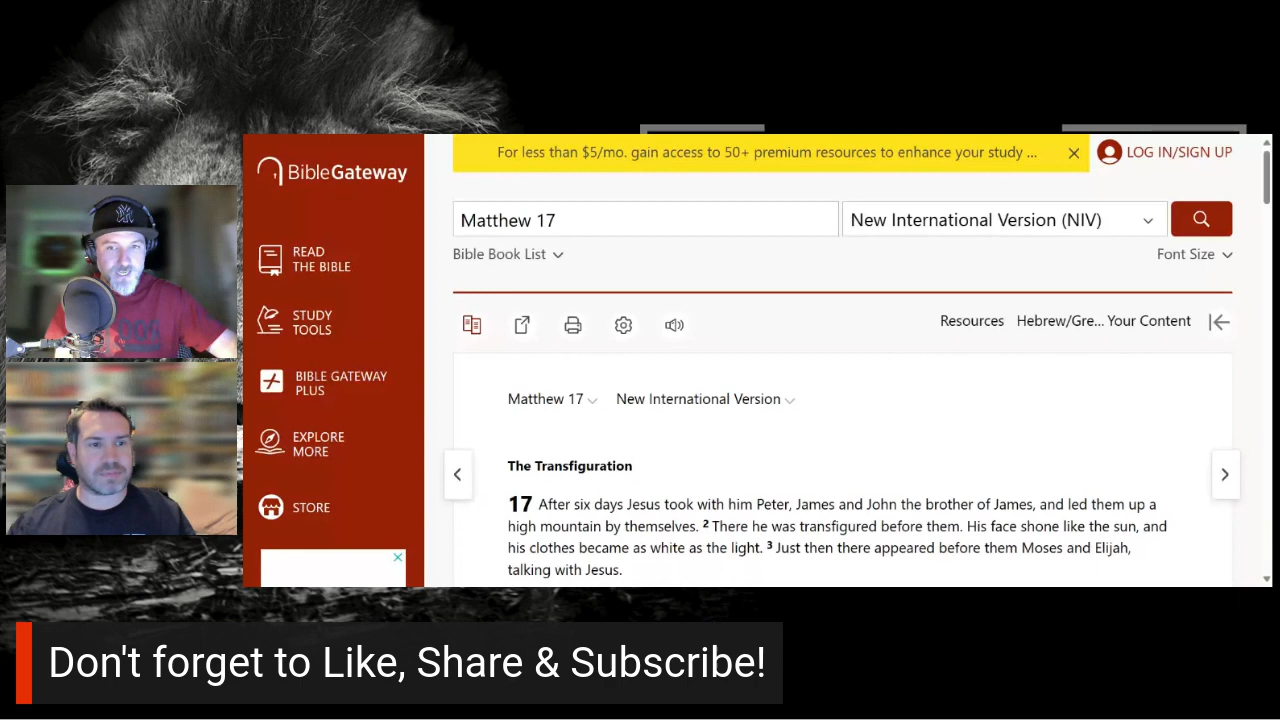 BibleGateway
For less than $5/mo. gain access to 50+ premium resources to enhance your study ...
LOG IN/SIGN UP
Matthew 17
New International Version (NIV)
Bible Book List
Font Size
READ
THE BIBLE
STUDY
TOOLS
BIBLE GATEWAY
PLUS
EXPLORE
MORE
STORE
Resources
Hebrew/Gre...
Your Content
Matthew 17
New International Version
The Transfiguration
17 After six days Jesus took with him Peter, James and John the brother of James, and led them up a
high mountain by themselves. 2 There he was transfigured before them. His face shone like the sun, and
his clothes became as white as the light. 3 Just then there appeared before them Moses and Elijah,
talking with Jesus.
Don't forget to Like, Share & Subscribe!